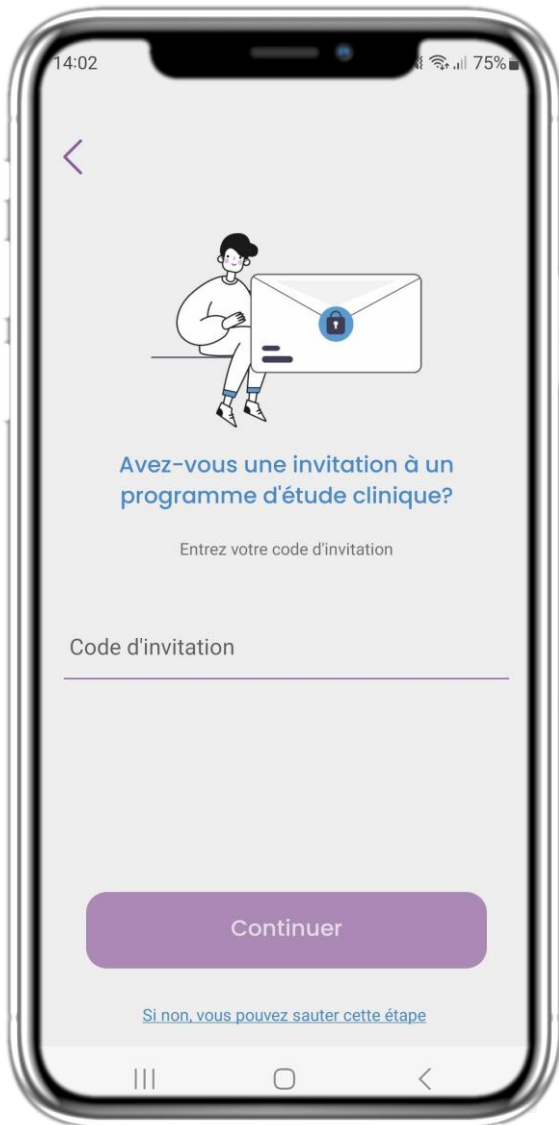 14:02
75%
Avez-vous une invitation à un
programme d'étude clinique?
Entrez votre code d'invitation
Code d'invitation
Continuer
Si non, vous pouvez sauter cette étape